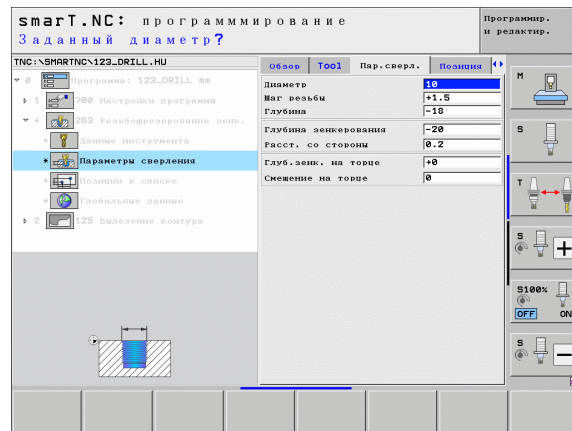 smarT.NC: программмирование
Программир. и редактир.
Заданный диаметр?
TNC:\SMARTNC\123_DRILL.HU
0 Программа: 123_DRILL мм
1 700 Настройки программы
* 263 Резьбофрезерование зенк.
* Данные инструмента
* Параметры сверления
* Позиции в списке
* Глобальные данные
2 125 Выделение контура
Обзор Tool Пар.сверл. Позиция
Диаметр 10
Шаг резьбы +1.5
Глубина -18
Глубина зенкерования -20
Расст. со стороны 0.2
Глуб.зенк. на торце +0
Смещение на торце 0
M
S
T
S
S100%
OFF ON
S